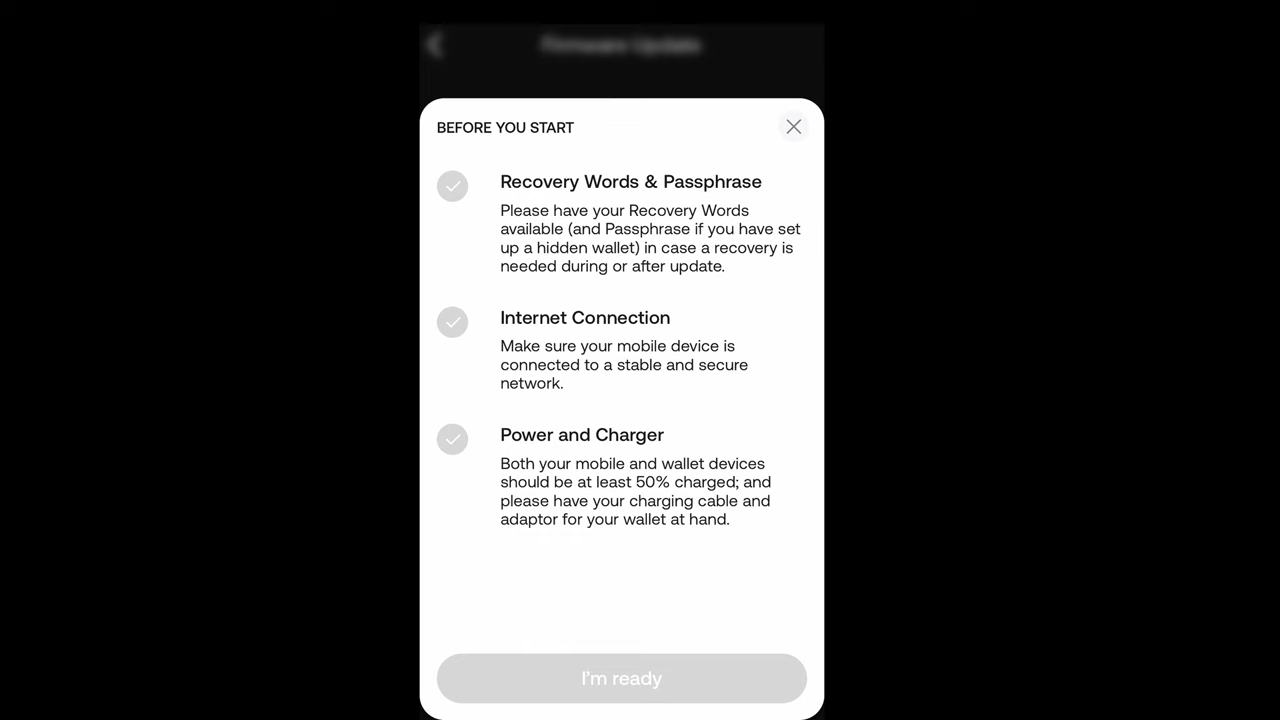 Firmware Update
BEFORE YOU START
Recovery Words & Passphrase
Please have your Recovery Words
available (and Passphrase if you have set
up a hidden wallet) in case a recovery is
needed during or after update.
Internet Connection
Make sure your mobile device is
connected to a stable and secure
network.
Power and Charger
Both your mobile and wallet devices
should be at least 50% charged; and
please have your charging cable and
adaptor for your wallet at hand.
I'm ready